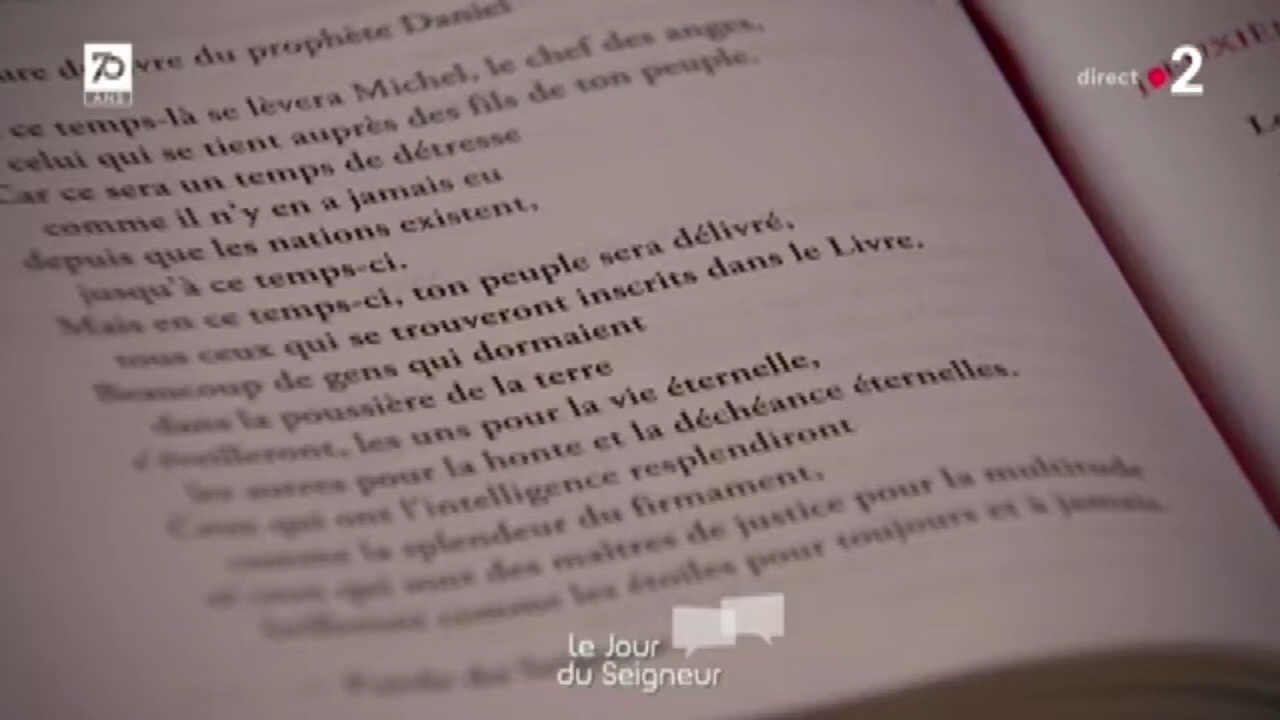 70
ANS
direct
2
vre du prophète Daniel
ce temps-là se lèvera Michel, le chef des anges,
celui qui se tient auprès des fils de ton peuple.
Car ce sera un temps de détresse
comme il n'y en a jamais eu
depuis que les nations existent,
jusqu'à ce temps-ci.
Mais en ce temps-ci, ton peuple sera délivré,
tous ceux qui se trouveront inscrits dans le Livre.
Beaucoup de gens qui dormaient
dans la poussière de la terre
s'éveilleront, les uns pour la vie éternelle,
les autres pour la honte et la déchéance éternelles.
Ceux qui ont l'intelligence resplendiront
comme la splendeur du firmament,
et ceux qui sont des maîtres de justice pour la multitude
brilleront comme les étoiles pour toujours et à jamais.
le Jour
du Seigneur